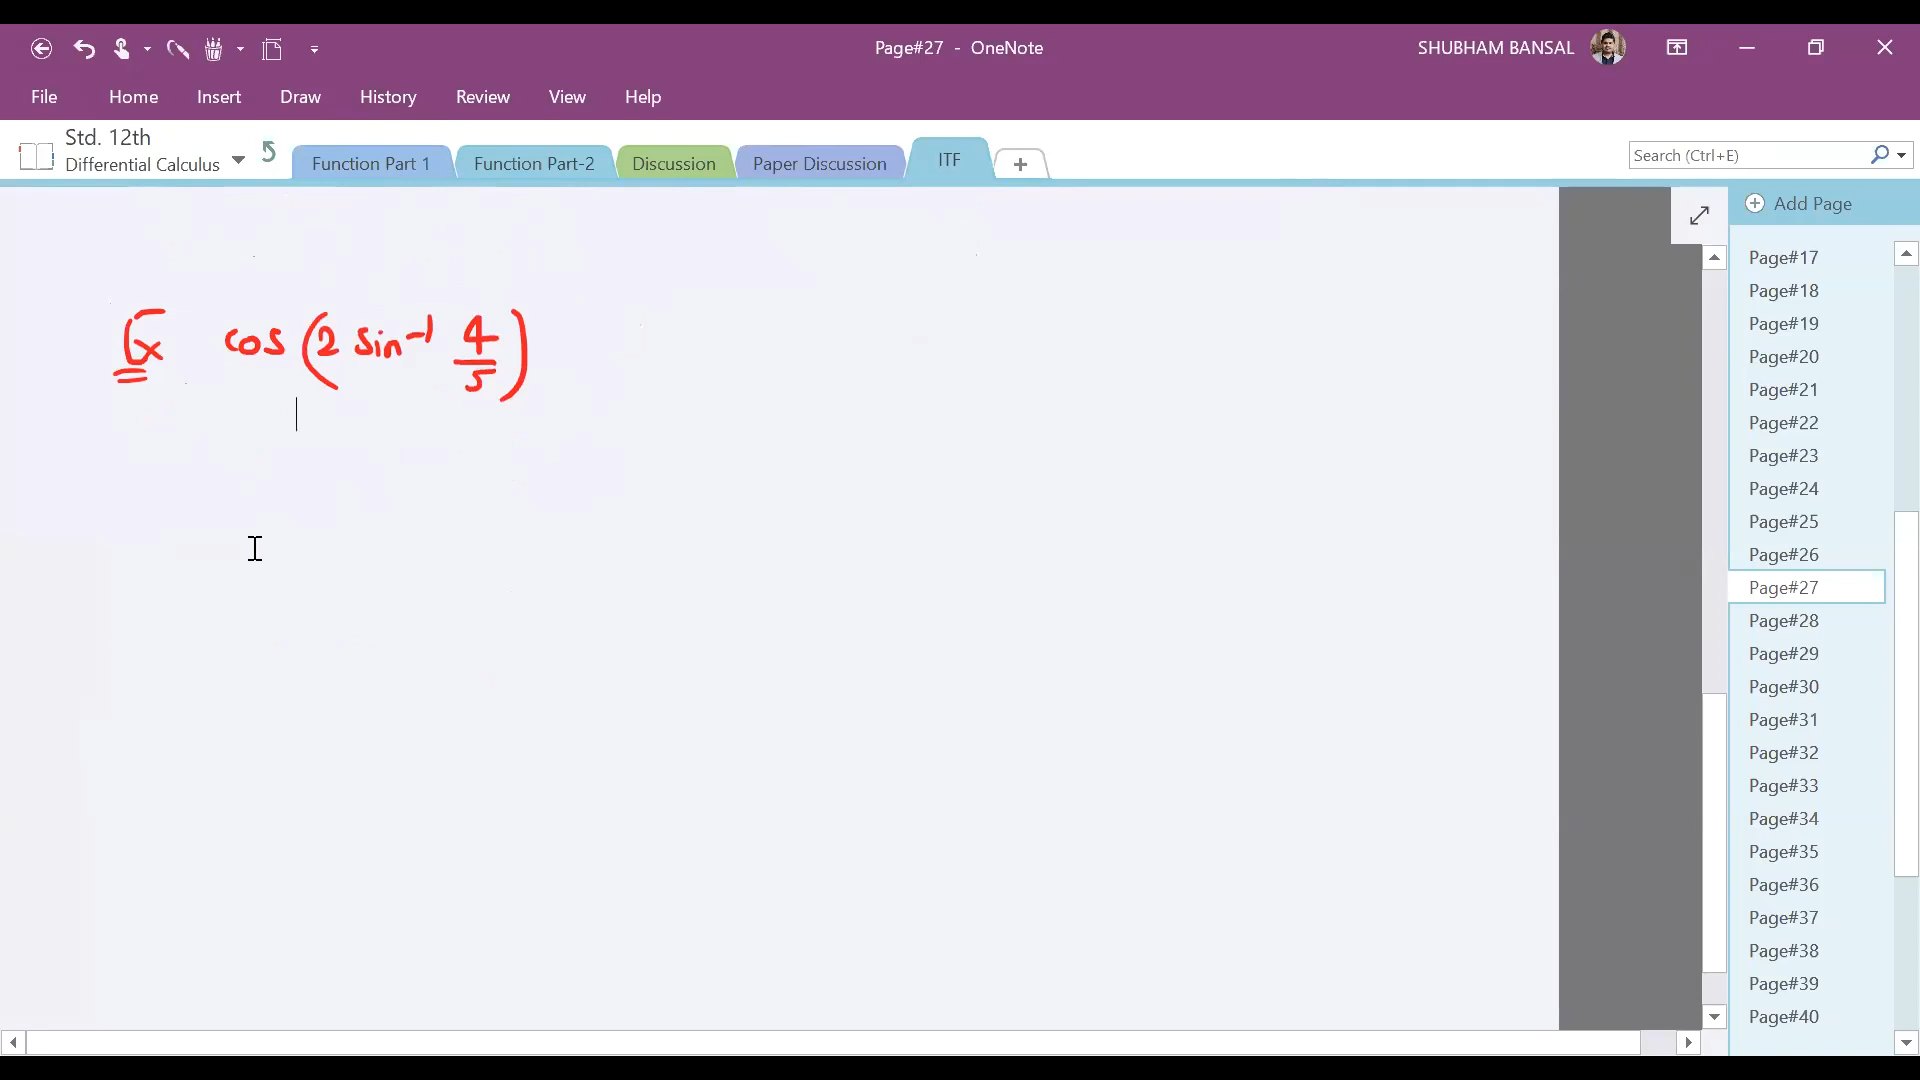 Page#27 - OneNote
SHUBHAM BANSAL
File Home Insert Draw History Review View Help
Std. 12th
Differential Calculus
Function Part 1
Function Part-2
Discussion
Paper Discussion
ITF
+
Search (Ctrl+E)
Add Page
Ex cos(2 sin⁻¹ 4/5)
Page#17
Page#18
Page#19
Page#20
Page#21
Page#22
Page#23
Page#24
Page#25
Page#26
Page#27
Page#28
Page#29
Page#30
Page#31
Page#32
Page#33
Page#34
Page#35
Page#36
Page#37
Page#38
Page#39
Page#40